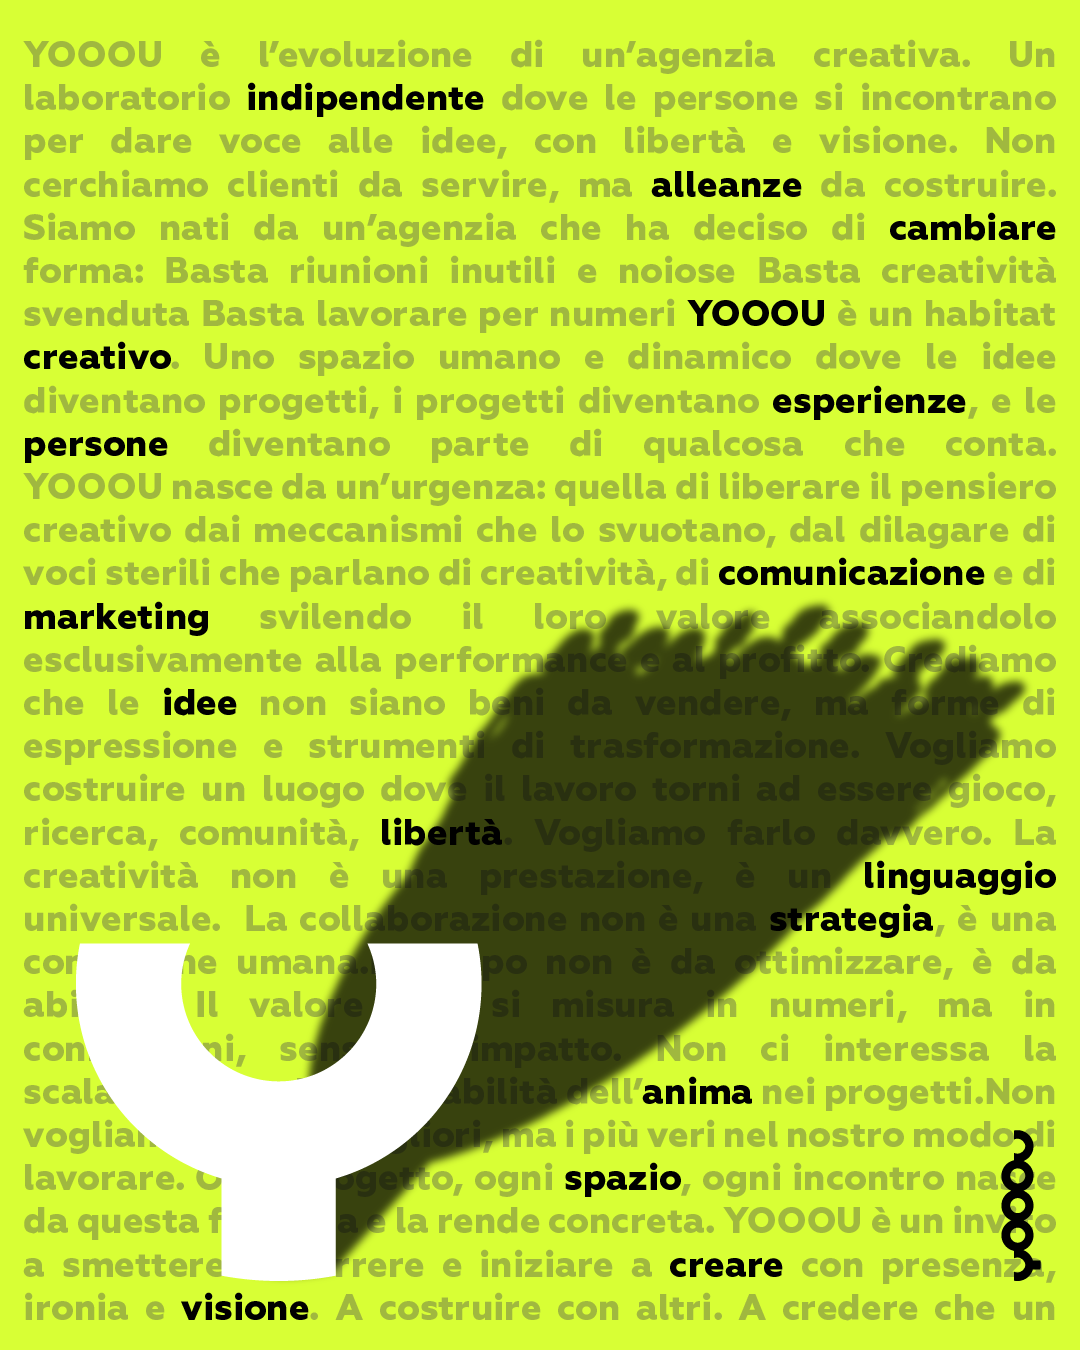 YOOOU è l’evoluzione di un’agenzia creativa. Un
laboratorio indipendente dove le persone si incontrano
per dare voce alle idee, con libertà e visione. Non
cerchiamo clienti da servire, ma alleanze da costruire.
Siamo nati da un’agenzia che ha deciso di cambiare
forma: Basta riunioni inutili e noiose Basta creatività
svenduta Basta lavorare per numeri YOOOU è un habitat
creativo. Uno spazio umano e dinamico dove le idee
diventano progetti, i progetti diventano esperienze, e le
persone diventano parte di qualcosa che conta.
YOOOU nasce da un’urgenza: quella di liberare il pensiero
creativo dai meccanismi che lo svuotano, dal dilagare di
voci sterili che parlano di creatività, di comunicazione e di
marketing svilendo il loro valore associandolo
esclusivamente alla performance e al profitto. Crediamo
che le idee non siano beni da vendere, ma forme di
espressione e strumenti di trasformazione. Vogliamo
costruire un luogo dove il lavoro torni ad essere gioco,
ricerca, comunità, libertà. Vogliamo farlo davvero. La
creatività non è una prestazione, è un linguaggio
universale. La collaborazione non è una strategia, è una
umana. non è da ottimizzare, è da
Il valore si misura in numeri, ma in
impatto. Non ci interessa la
dell’anima nei progetti.Non
ma i più veri nel nostro modo di
lavorare. ogni spazio, ogni incontro nasce
da questa e la rende concreta. YOOOU è un invito
a smettere e iniziare a creare con presenza,
ironia e visione. A costruire con altri. A credere che un
YOOOU